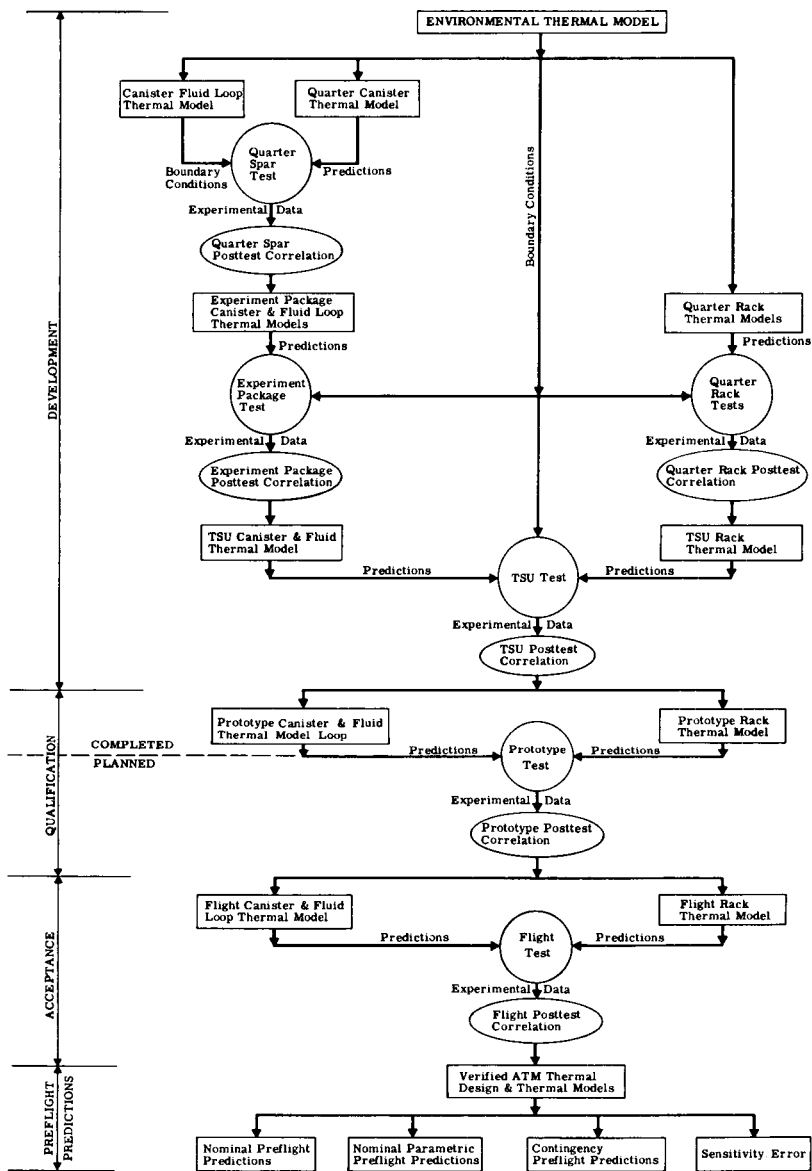 ENVIRONMENTAL THERMAL MODEL
Canister Fluid Loop
Thermal Model
Quarter Canister
Thermal Model
Quarter
Spar
Test
Boundary
Conditions
Predictions
Experimental Data
Quarter Spar
Posttest Correlation
Boundary Conditions
Experiment Package
Canister & Fluid Loop
Thermal Models
Quarter Rack
Thermal Models
Predictions
Predictions
DEVELOPMENT
Experiment
Package
Test
Quarter
Rack
Tests
Experimental Data
Experimental Data
Experiment Package
Posttest Correlation
Quarter Rack Posttest
Correlation
TSU Canister & Fluid
Thermal Model
TSU Rack
Thermal Model
Predictions
TSU Test
Predictions
Experimental Data
TSU Posttest
Correlation
QUALIFICATION
Prototype Canister & Fluid
Thermal Model Loop
Prototype Rack
Thermal Model
COMPLETED
PLANNED
Predictions
Prototype
Test
Predictions
Experimental Data
Prototype Posttest
Correlation
ACCEPTANCE
Flight Canister & Fluid
Loop Thermal Model
Flight Rack
Thermal Model
Predictions
Flight
Test
Predictions
Experimental Data
Flight Posttest
Correlation
PREFLIGHT
PREDICTIONS
Verified ATM Thermal
Design & Thermal Models
Nominal Preflight
Predictions
Nominal Parametric
Preflight Predictions
Contingency
Preflight Predictions
Sensitivity Error